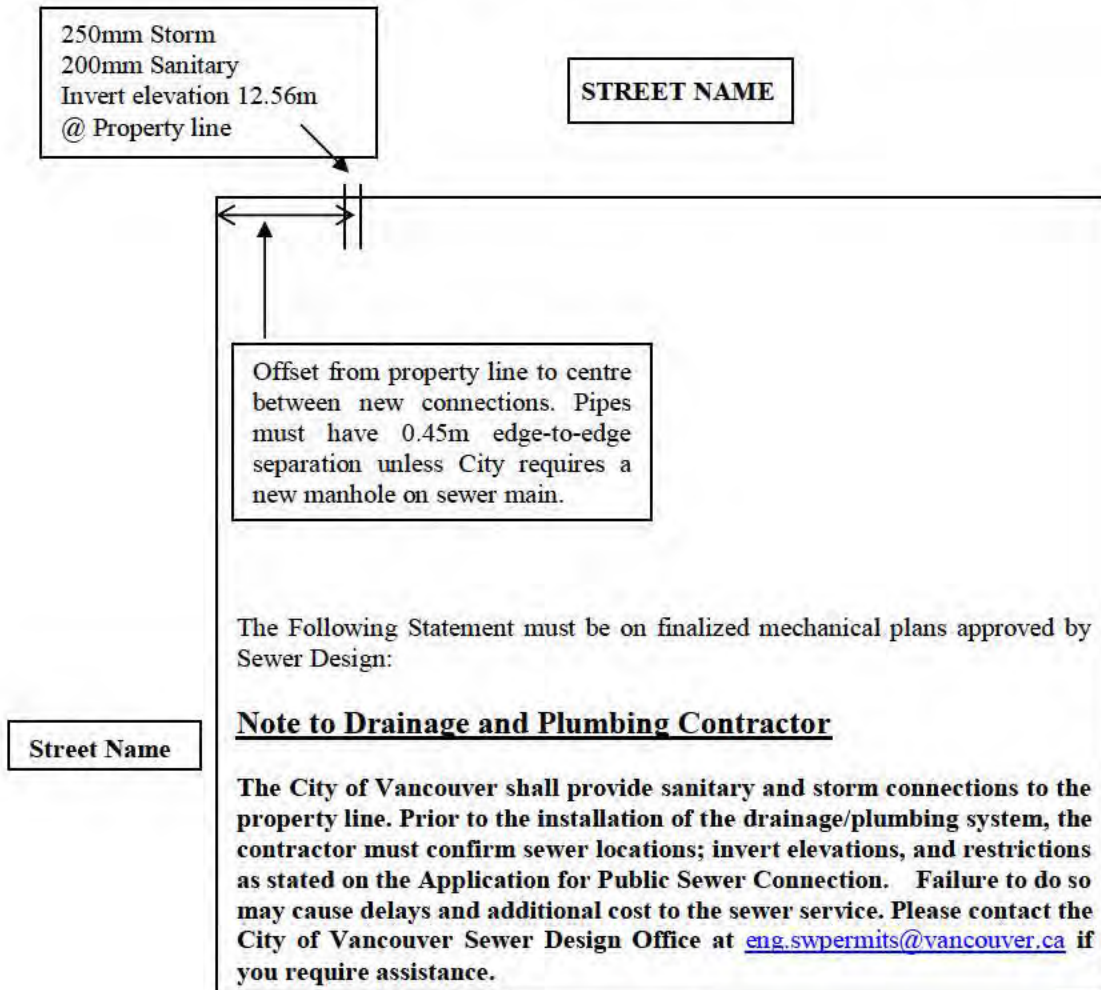 250mm Storm
200mm Sanitary
Invert elevation 12.56m
@ Property line
STREET NAME
Offset from property line to centre
between new connections. Pipes
must have 0.45m edge-to-edge
separation unless City requires a
new manhole on sewer main.
The Following Statement must be on finalized mechanical plans approved by
Sewer Design:
Note to Drainage and Plumbing Contractor
Street Name
The City of Vancouver shall provide sanitary and storm connections to the
property line. Prior to the installation of the drainage/plumbing system, the
contractor must confirm sewer locations; invert elevations, and restrictions
as stated on the Application for Public Sewer Connection. Failure to do so
may cause delays and additional cost to the sewer service. Please contact the
City of Vancouver Sewer Design Office at eng.swpermits@vancouver.ca if
you require assistance.